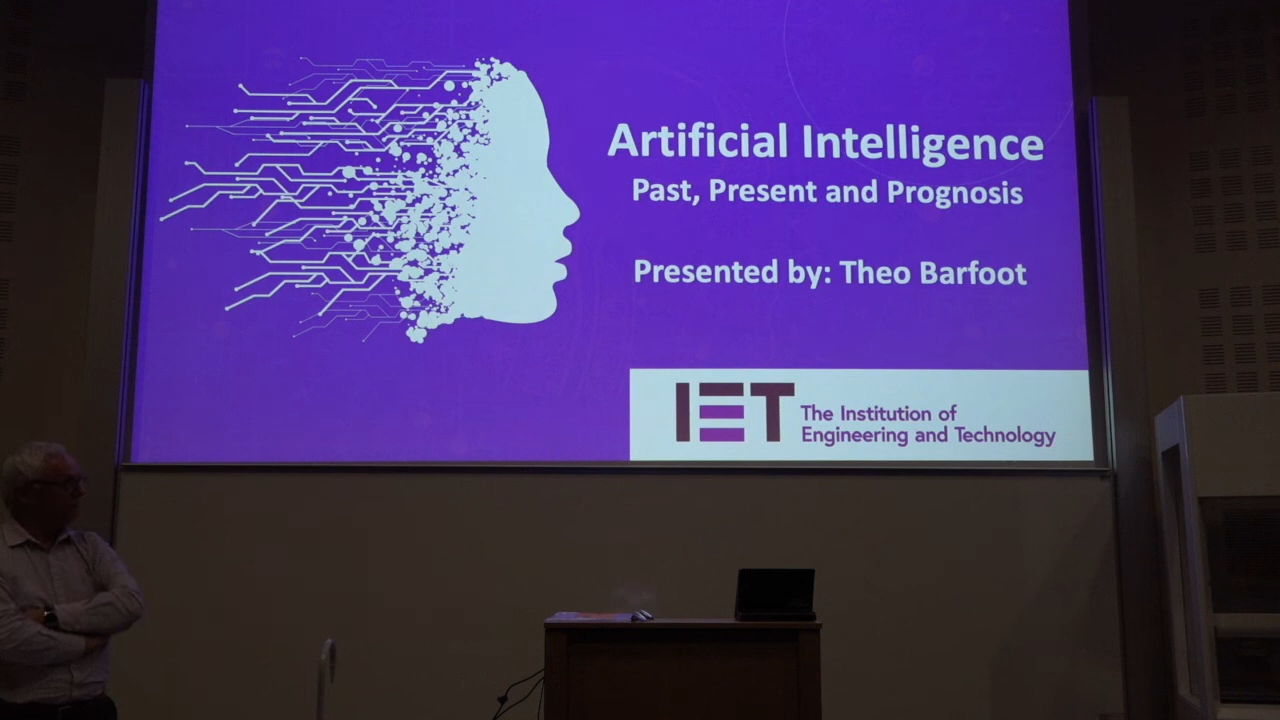 Artificial Intelligence
Past, Present and Prognosis
Presented by: Theo Barfoot
IET
The Institution of
Engineering and Technology